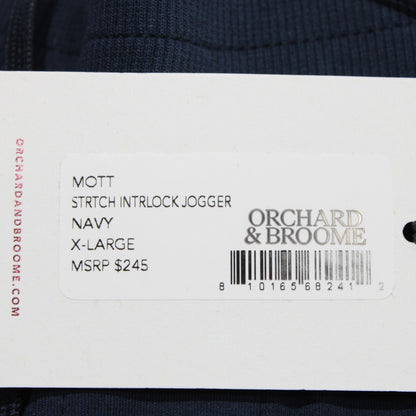 ORCHARDANDBROOME.COM
MOTT
STRTCH INTRLOCK JOGGER
NAVY
X-LARGE
MSRP $245
ORCHARD
& BROOME
8 10165 68241 2